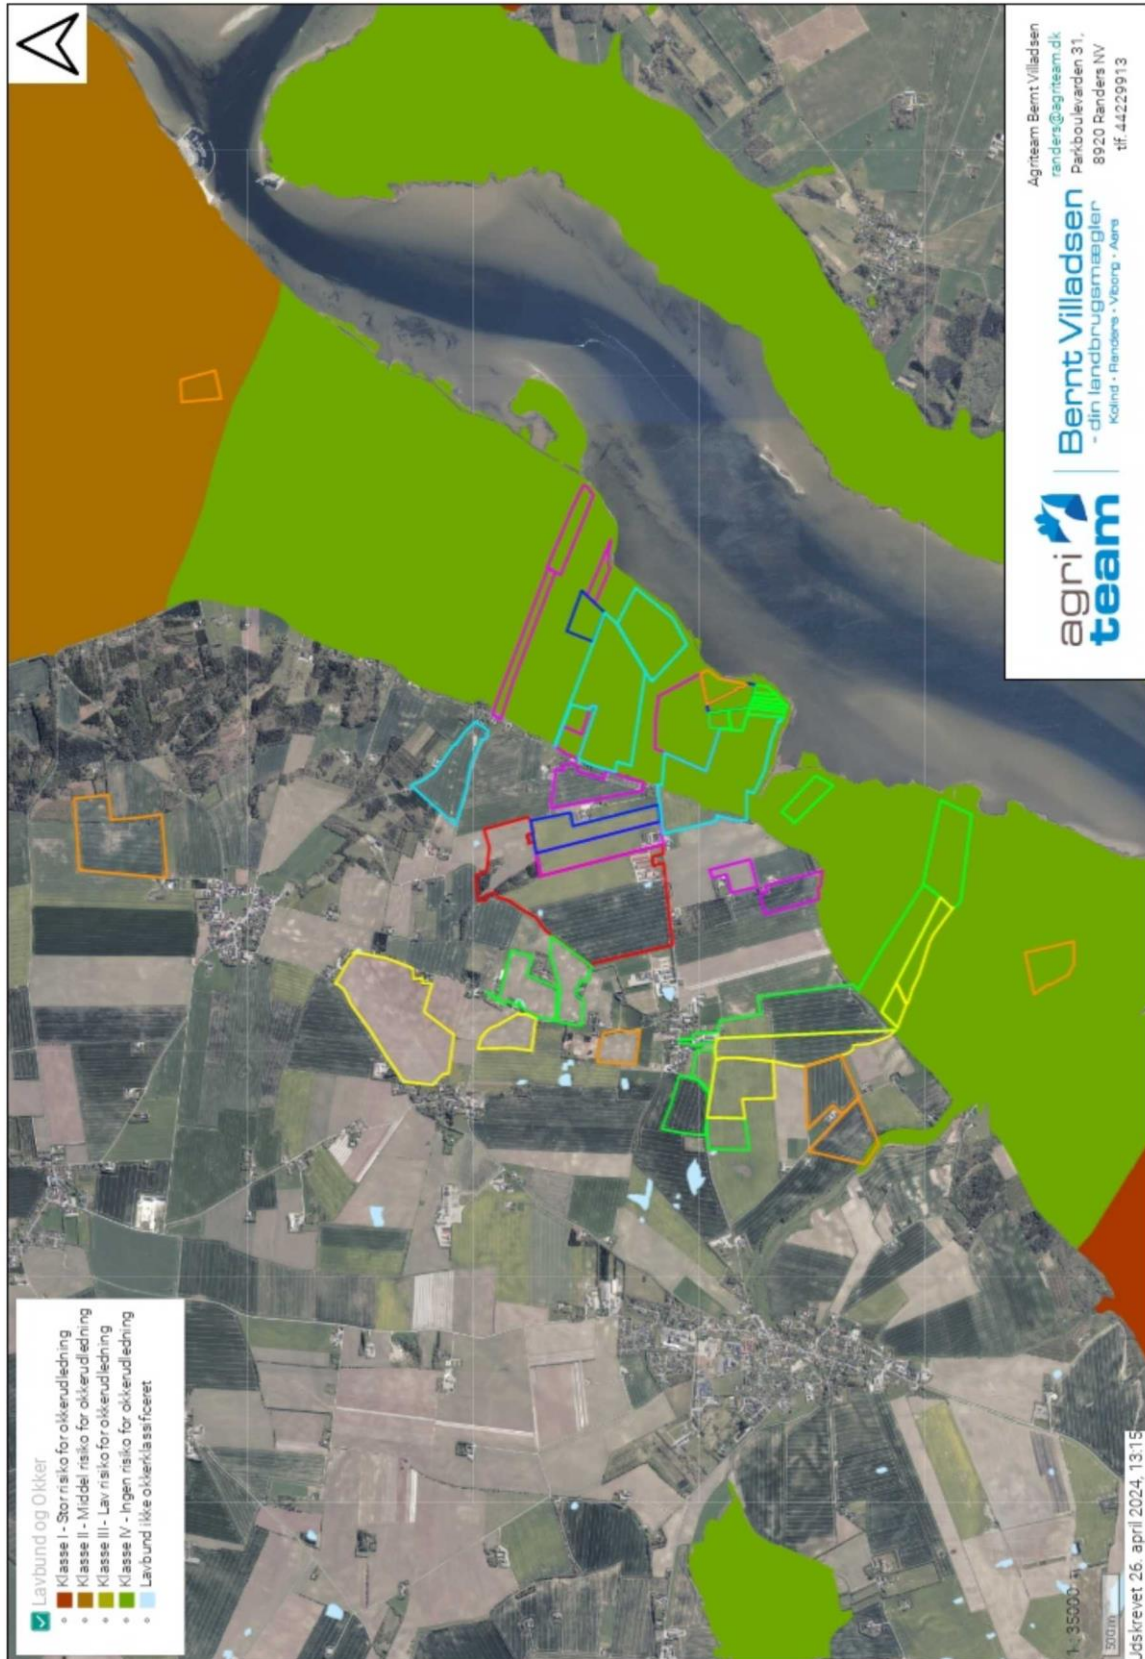 Lavbund og Okker
Klasse I - Stor risiko for okkerudledning
Klasse II - Middel risiko for okkerudledning
Klasse III - Lav risiko for okkerudledning
Klasse IV - Ingen risiko for okkerudledning
Lavbund ikke okkerklassificeret
1: 35000
500 m
Udskrevet 26. april 2024, 13:15
agri
team
Bernt Villadsen
- din landbrugsmægler
Kolind • Randers • Viborg • Aars
Agriteam Bernt Villadsen
randers@agriteam.dk
Parkboulevarden 31,
8920 Randers NV
tlf. 44229913